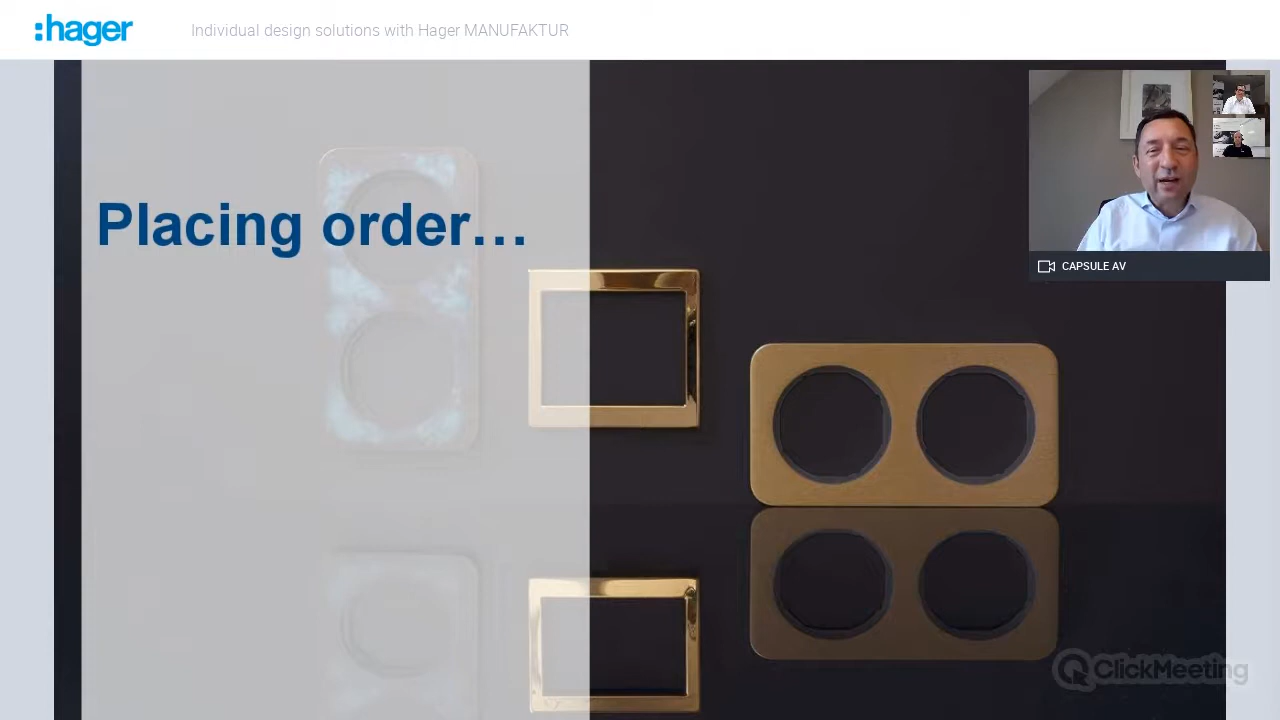 :hager
Individual design solutions with Hager MANUFAKTUR
Placing order...
CAPSULE AV
ClickMeeting